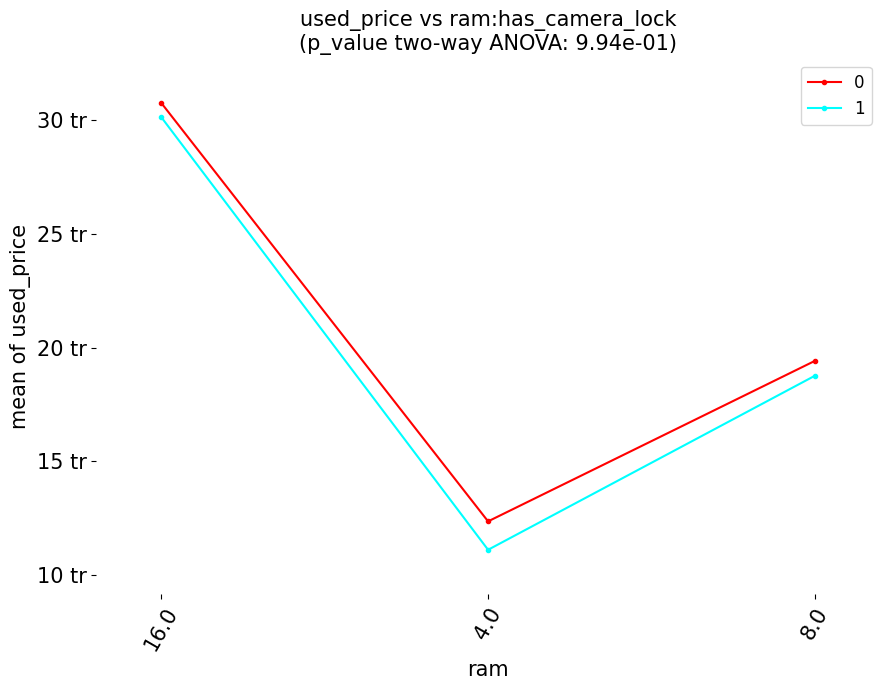 used_price vs ram:has_camera_lock
(p_value two-way ANOVA: 9.94e-01)
0
1
30 tr
25 tr
20 tr
15 tr
10 tr
mean of used_price
16.0
4.0
8.0
ram